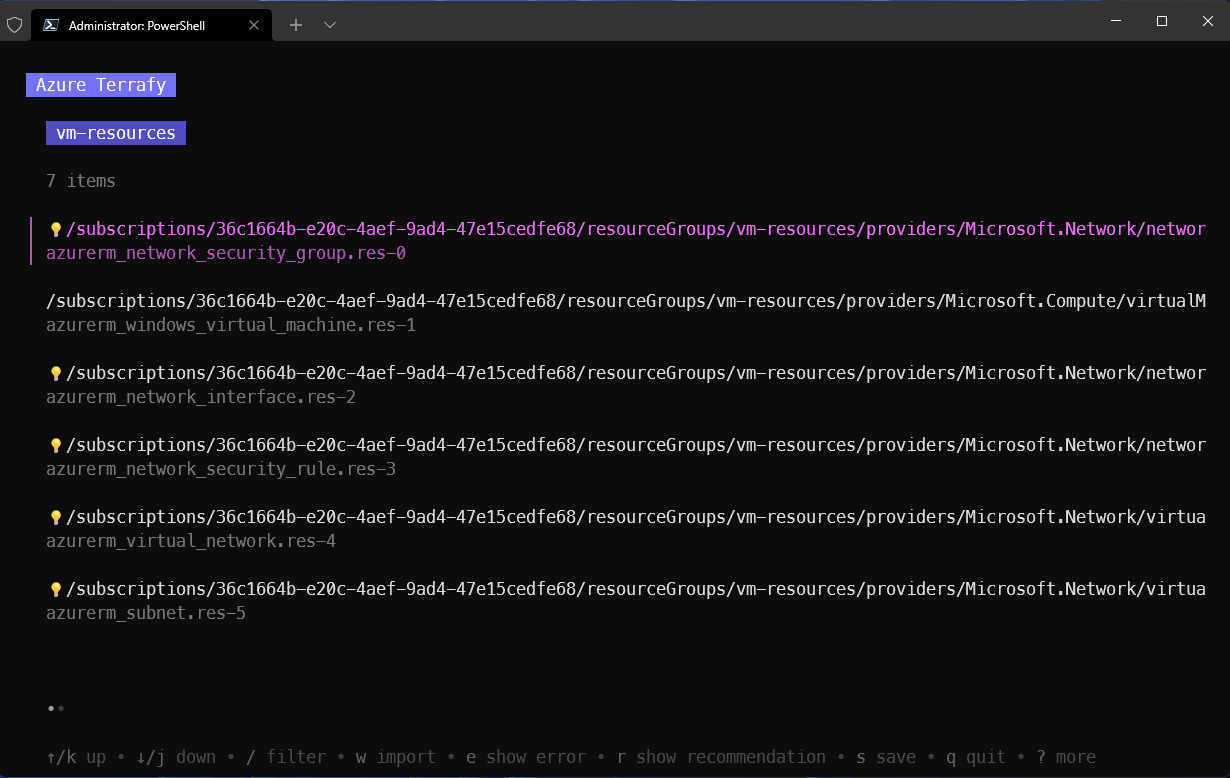 Administrator: PowerShell
Azure Terrafy
vm-resources
7 items
💡/subscriptions/36c1664b-e20c-4aef-9ad4-47e15cedfe68/resourceGroups/vm-resources/providers/Microsoft.Network/networ
azurerm_network_security_group.res-0
/subscriptions/36c1664b-e20c-4aef-9ad4-47e15cedfe68/resourceGroups/vm-resources/providers/Microsoft.Compute/virtualM
azurerm_windows_virtual_machine.res-1
💡/subscriptions/36c1664b-e20c-4aef-9ad4-47e15cedfe68/resourceGroups/vm-resources/providers/Microsoft.Network/networ
azurerm_network_interface.res-2
💡/subscriptions/36c1664b-e20c-4aef-9ad4-47e15cedfe68/resourceGroups/vm-resources/providers/Microsoft.Network/networ
azurerm_network_security_rule.res-3
💡/subscriptions/36c1664b-e20c-4aef-9ad4-47e15cedfe68/resourceGroups/vm-resources/providers/Microsoft.Network/virtua
azurerm_virtual_network.res-4
💡/subscriptions/36c1664b-e20c-4aef-9ad4-47e15cedfe68/resourceGroups/vm-resources/providers/Microsoft.Network/virtua
azurerm_subnet.res-5
••
↑/k up • ↓/j down • / filter • w import • e show error • r show recommendation • s save • q quit • ? more